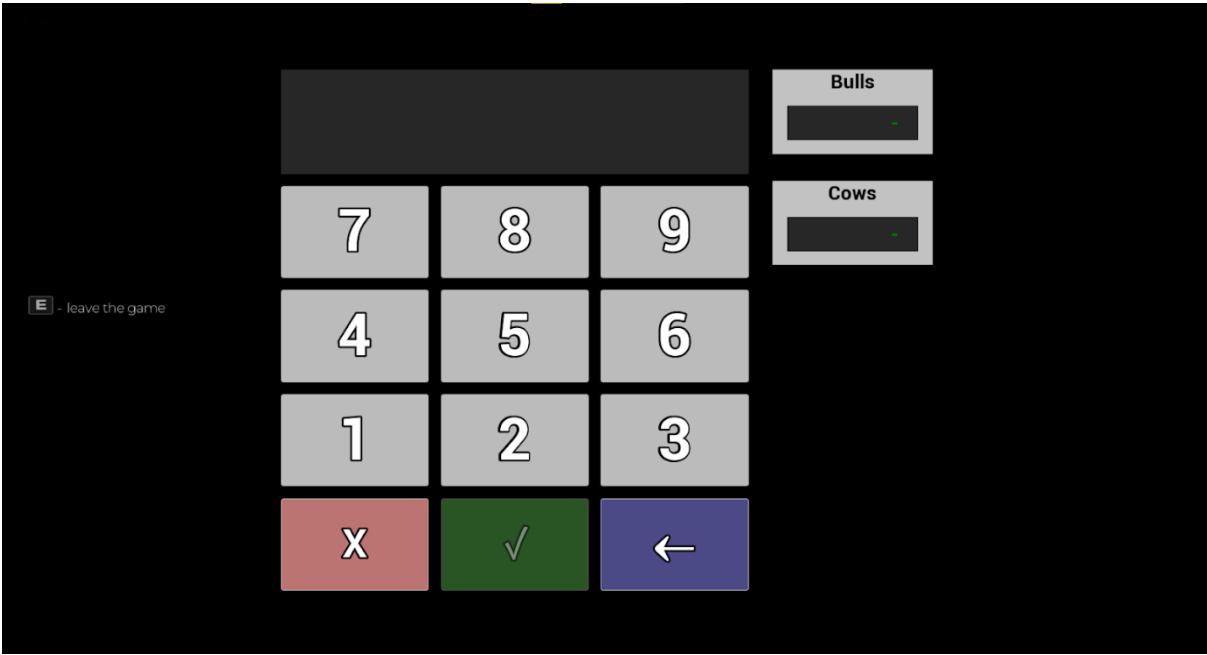 Bulls
-
7 8 9
Cows
-
E - leave the game
4 5 6
1 2 3
X √ ←